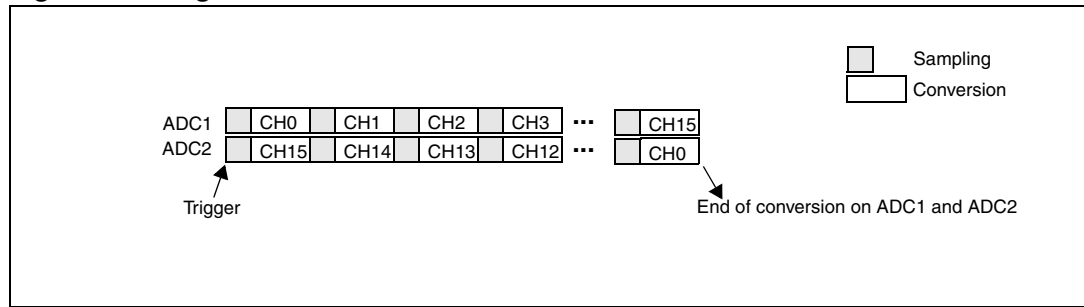 Sampling
Conversion
ADC1 CH0 CH1 CH2 CH3 ... CH15
ADC2 CH15 CH14 CH13 CH12 ... CH0
Trigger
End of conversion on ADC1 and ADC2